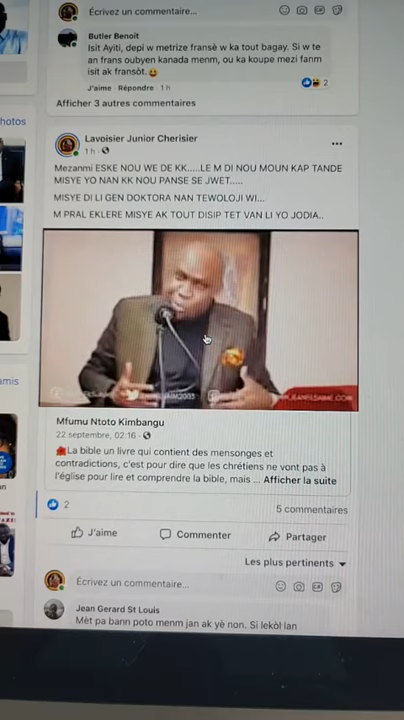 Écrivez un commentaire...
Butler Benoit
Isit Ayiti, depi w metrize fransè w ka tout bagay. Si w te
an frans oubyen kanada menm, ou ka koupe mezi fanm
isit ak fransòt.
J'aime · Répondre · 1 h
2
Afficher 3 autres commentaires
hotos
Lavoisier Junior Cherisier
1 h ·
Mezanmi ESKE NOU WE DE KK.....LE M DI NOU MOUN KAP TANDE
MISYE YO NAN KK NOU PANSE SE JWET.....
MISYE DI LI GEN DOKTORA NAN TEWOLOJI WI...
M PRAL EKLERE MISYE AK TOUT DISIP TET VAN LI YO JODIA..
amis
Mfumu Ntoto Kimbangu
22 septembre, 02:16 ·
La bible un livre qui contient des mensonges et
contradictions, c'est pour dire que les chrétiens ne vont pas à
l'église pour lire et comprendre la bible, mais ... Afficher la suite
2
5 commentaires
J'aime
Commenter
Partager
Les plus pertinents
Écrivez un commentaire...
Jean Gerard St Louis
Mèt pa bann poto menm jan ak yè non. Si lekòl lan